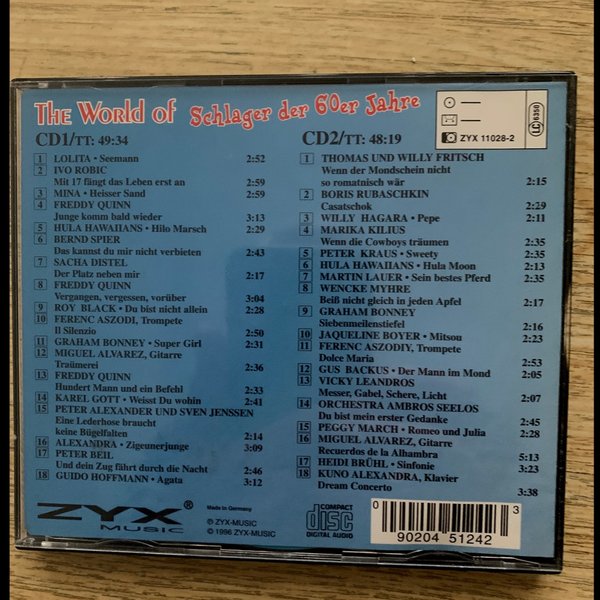 The World of Schlager der 60er Jahre
ZYX 11028-2
LC 6350
CD1/TT: 49:34
1 LOLITA • Seemann 2:52
2 IVO ROBIC
Mit 17 fängt das Leben erst an 2:59
3 MINA • Heisser Sand 2:59
4 FREDDY QUINN
Junge komm bald wieder 3:13
5 HULA HAWAIIANS • Hilo Marsch 2:29
6 BERND SPIER
Das kannst du mir nicht verbieten 2:43
7 SACHA DISTEL
Der Platz neben mir 2:17
8 FREDDY QUINN
Vergangen, vergessen, vorüber 3:04
9 ROY BLACK • Du bist nicht allein 2:28
10 FERENC ASZODI, Trompete
Il Silenzio 2:50
11 GRAHAM BONNEY • Super Girl 2:31
12 MIGUEL ALVAREZ, Gitarre
Traümerei 2:36
13 FREDDY QUINN
Hundert Mann und ein Befehl 2:33
14 KAREL GOTT • Weisst Du wohin 2:41
15 PETER ALEXANDER UND SVEN JENSSEN
Eine Lederhose braucht
keine Bügelfalten 2:14
16 ALEXANDRA • Zigeunerjunge 3:09
17 PETER BEIL
Und dein Zug fährt durch die Nacht 2:46
18 GUIDO HOFFMANN • Agata 3:12
CD2/TT: 48:19
1 THOMAS UND WILLY FRITSCH
Wenn der Mondschein nicht
so romatnisch wär 2:15
2 BORIS RUBASCHKIN
Casatschok 2:29
3 WILLY HAGARA • Pepe 2:11
4 MARIKA KILIUS
Wenn die Cowboys träumen 2:35
5 PETER KRAUS • Sweety 2:35
6 HULA HAWAIIANS • Hula Moon 2:13
7 MARTIN LAUER • Sein bestes Pferd 2:35
8 WENCKE MYHRE
Beiß nicht gleich in jeden Apfel 2:17
9 GRAHAM BONNEY
Siebenmeilenstiefel 2:16
10 JAQUELINE BOYER • Mitsou 2:23
11 FERENC ASZODIY, Trompete
Dolce Maria 2:53
12 GUS BACKUS • Der Mann im Mond 2:05
13 VICKY LEANDROS
Messer, Gabel, Schere, Licht 2:07
14 ORCHESTRA AMBROS SEELOS
Du bist mein erster Gedanke 2:45
15 PEGGY MARCH • Romeo und Julia 2:28
16 MIGUEL ALVAREZ, Gitarre
Recuerdos de la Alhambra 5:13
17 HEIDI BRÜHL • Sinfonie 3:23
18 KUNO ALEXANDRA, Klavier
Dream Concerto 3:38
ZYX ®
MUSIC
Made in Germany
℗ ZYX-MUSIC
© 1996 ZYX-MUSIC
COMPACT
disc
DIGITAL AUDIO
0 90204 51242 3